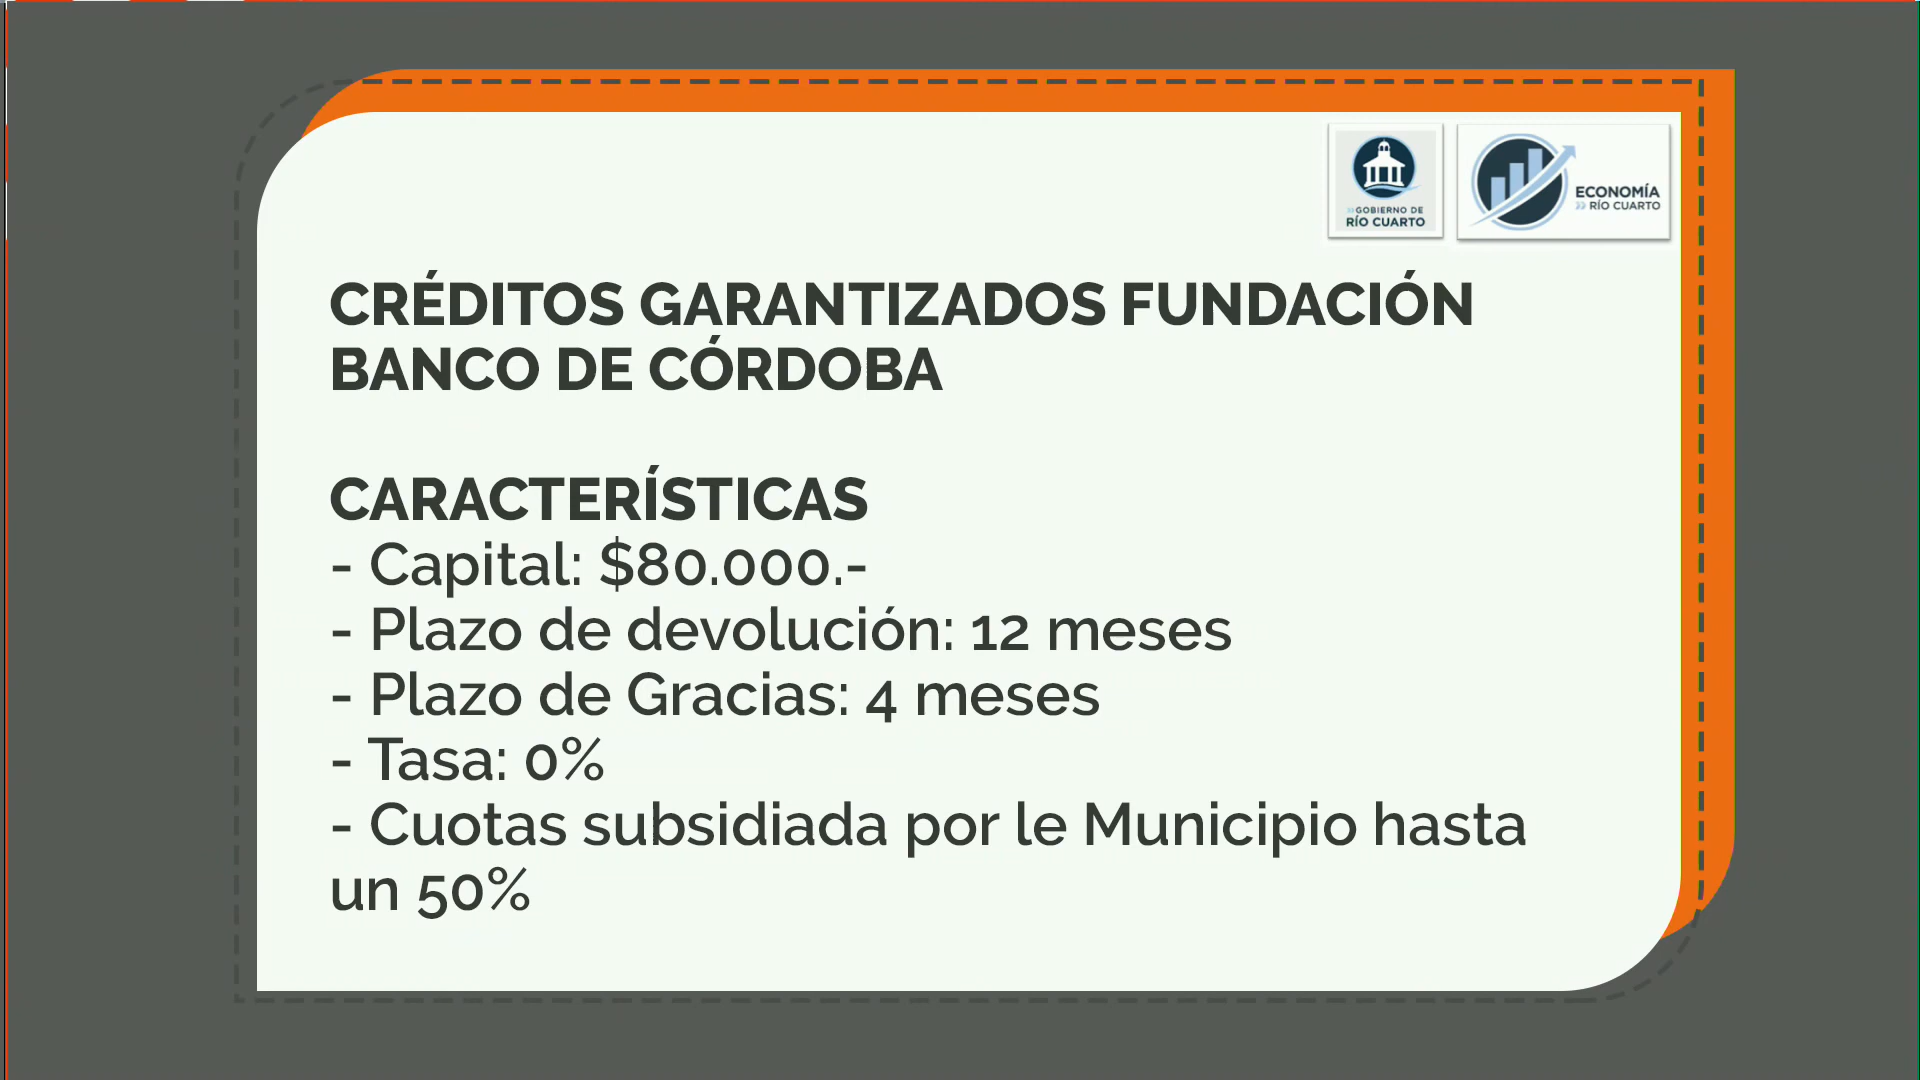 »GOBIERNO DE
RÍO CUARTO
ECONOMÍA
» RÍO CUARTO
CRÉDITOS GARANTIZADOS FUNDACIÓN
BANCO DE CÓRDOBA
CARACTERÍSTICAS
- Capital: $80.000.-
- Plazo de devolución: 12 meses
- Plazo de Gracias: 4 meses
- Tasa: 0%
- Cuotas subsidiada por le Municipio hasta
un 50%